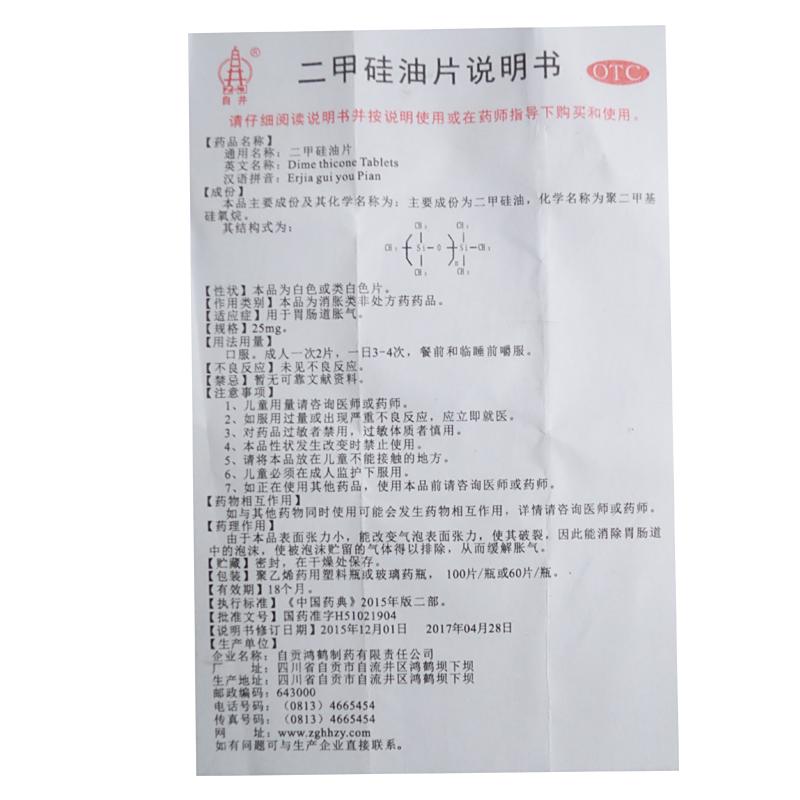 自井
®
二甲硅油片说明书
OTC
请仔细阅读说明书并按说明使用或在药师指导下购买和使用。
【药品名称】
通用名称：二甲硅油片
英文名称：Dime thicone Tablets
汉语拼音：Erjia gui you Pian
【成份】
本品主要成份及其化学名称为：主要成份为二甲硅油，化学名称为聚二甲基
硅氧烷。
其结构式为：
CH₃ CH₃
CH₃ Si O Si CH₃
n
CH₃ CH₃
【性状】本品为白色或类白色片。
【作用类别】本品为消胀类非处方药药品。
【适应症】用于胃肠道胀气。
【规格】25mg。
【用法用量】
口服。成人一次2片，一日3-4次，餐前和临睡前嚼服。
【不良反应】未见不良反应。
【禁忌】暂无可靠文献资料。
【注意事项】
1、儿童用量请咨询医师或药师。
2、如服用过量或出现严重不良反应，应立即就医。
3、对药品过敏者禁用，过敏体质者慎用。
4、本品性状发生改变时禁止使用。
5、请将本品放在儿童不能接触的地方。
6、儿童必须在成人监护下服用。
7、如正在使用其他药品，使用本品前请咨询医师或药师。
【药物相互作用】
如与其他药物同时使用可能会发生药物相互作用，详情请咨询医师或药师。
【药理作用】
由于本品表面张力小，能改变气泡表面张力，使其破裂，因此能消除胃肠道
中的泡沫，使被泡沫贮留的气体得以排除，从而缓解胀气。
【贮藏】密封，在干燥处保存。
【包装】聚乙烯药用塑料瓶或玻璃药瓶， 100片/瓶或60片/瓶。
【有效期】18个月。
【执行标准】《中国药典》2015年版二部。
【批准文号】国药准字H51021904
【说明书修订日期】2015年12月01日 2017年04月28日
【生产单位】
企业名称：自贡鸿鹤制药有限责任公司
厂 址：四川省自贡市自流井区鸿鹤坝下坝
生产地址：四川省自贡市自流井区鸿鹤坝下坝
邮政编码：643000
电话号码：（0813）4665454
传真号码：（0813）4665454
网 址：www.zghhzy.com
如有问题可与生产企业直接联系。